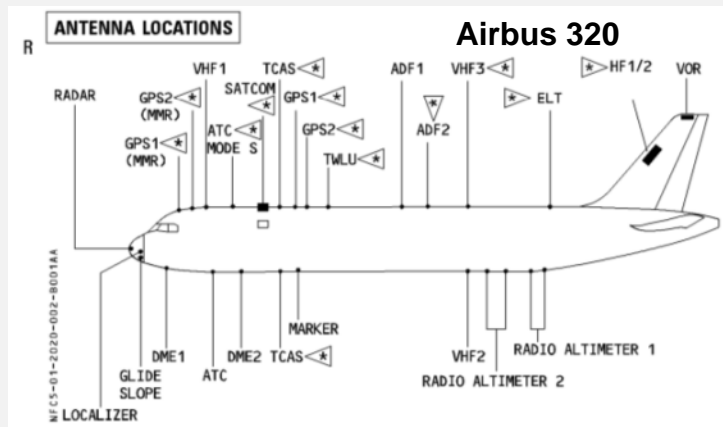 ANTENNA LOCATIONS
Airbus 320
R
VHF1
TCAS *
ADF1
VHF3 *
* HF1/2
VOR
RADAR
GPS2 *
(MMR)
SATCOM
*
GPS1 *
* ELT
GPS1 *
(MMR)
ATC *
MODE S
GPS2 *
*
ADF2
TWLU *
MARKER
DME1
DME2
TCAS *
VHF2
RADIO ALTIMETER 1
GLIDE
SLOPE
ATC
RADIO ALTIMETER 2
LOCALIZER
NFC5-01-2020-002-B001AA